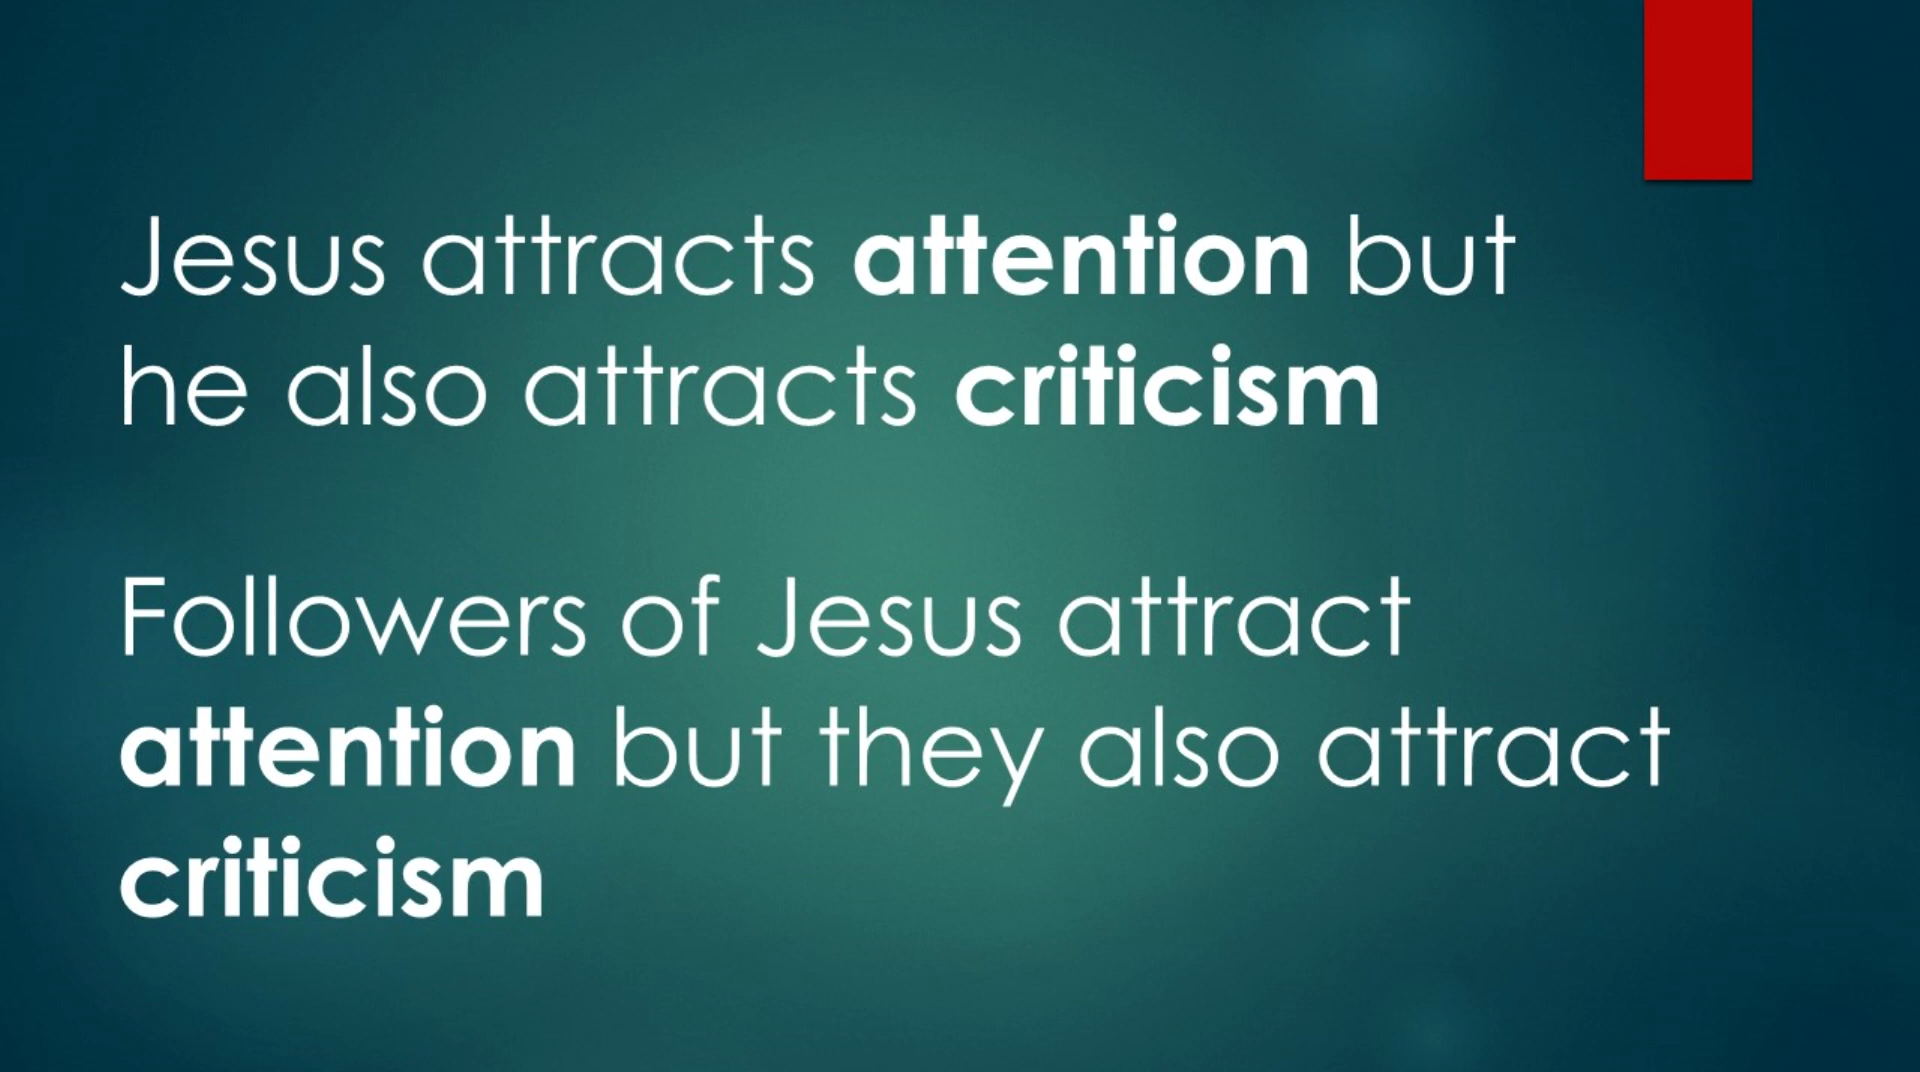 Jesus attracts attention but
he also attracts criticism
Followers of Jesus attract
attention but they also attract
criticism